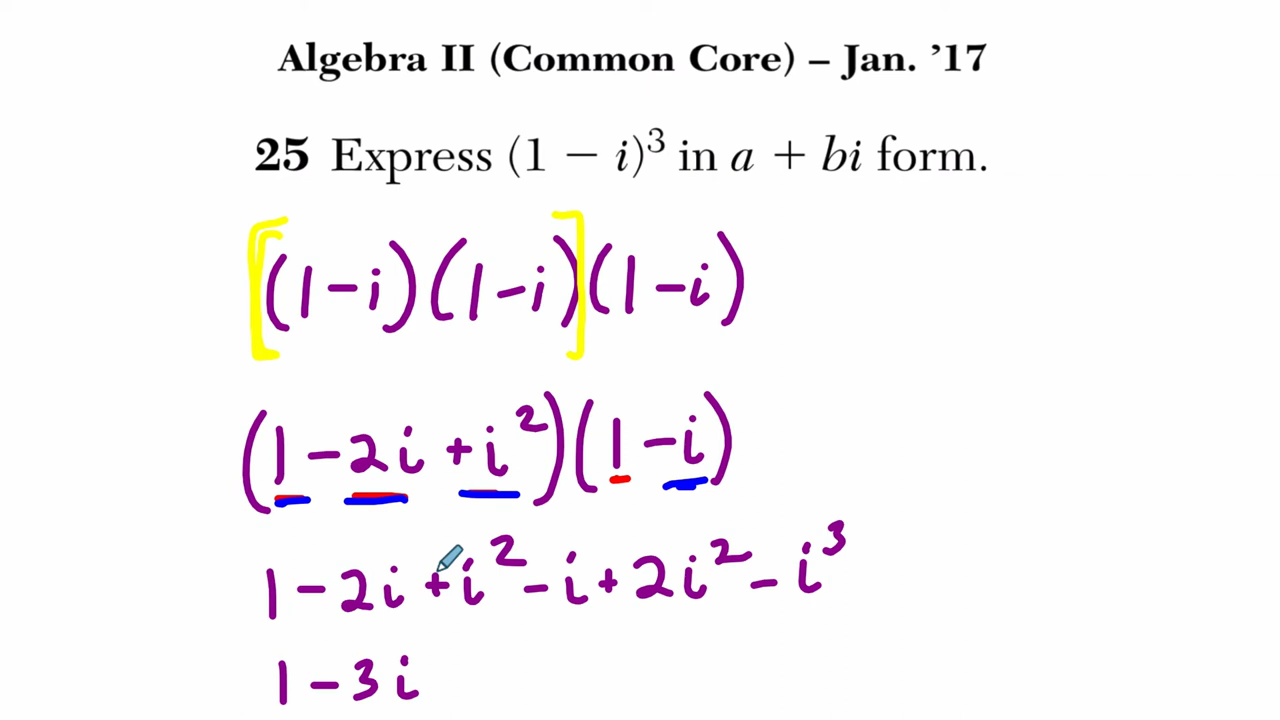 Algebra II (Common Core) – Jan. ’17
25 Express (1 − i)³ in a + bi form.
[(1-i)(1-i)](1-i)
(1-2i+i²)(1-i)
1-2i+i²-i+2i²-i³
1-3i